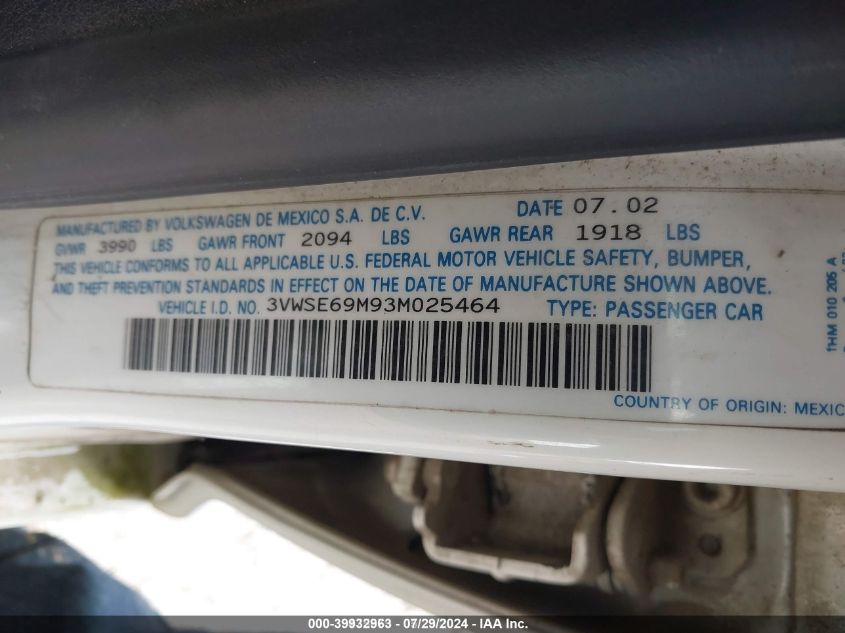 MANUFACTURED BY VOLKSWAGEN DE MEXICO S.A. DE C.V. DATE 07.02
GVWR 3990 LBS GAWR FRONT 2094 LBS GAWR REAR 1918 LBS
THIS VEHICLE CONFORMS TO ALL APPLICABLE U.S. FEDERAL MOTOR VEHICLE SAFETY, BUMPER,
AND THEFT PREVENTION STANDARDS IN EFFECT ON THE DATE OF MANUFACTURE SHOWN ABOVE.
VEHICLE I.D. NO. 3VWSE69M93M025464 TYPE: PASSENGER CAR
COUNTRY OF ORIGIN: MEXIC
1HM 010 205 A
000-39932963 - 07/29/2024 - IAA Inc.